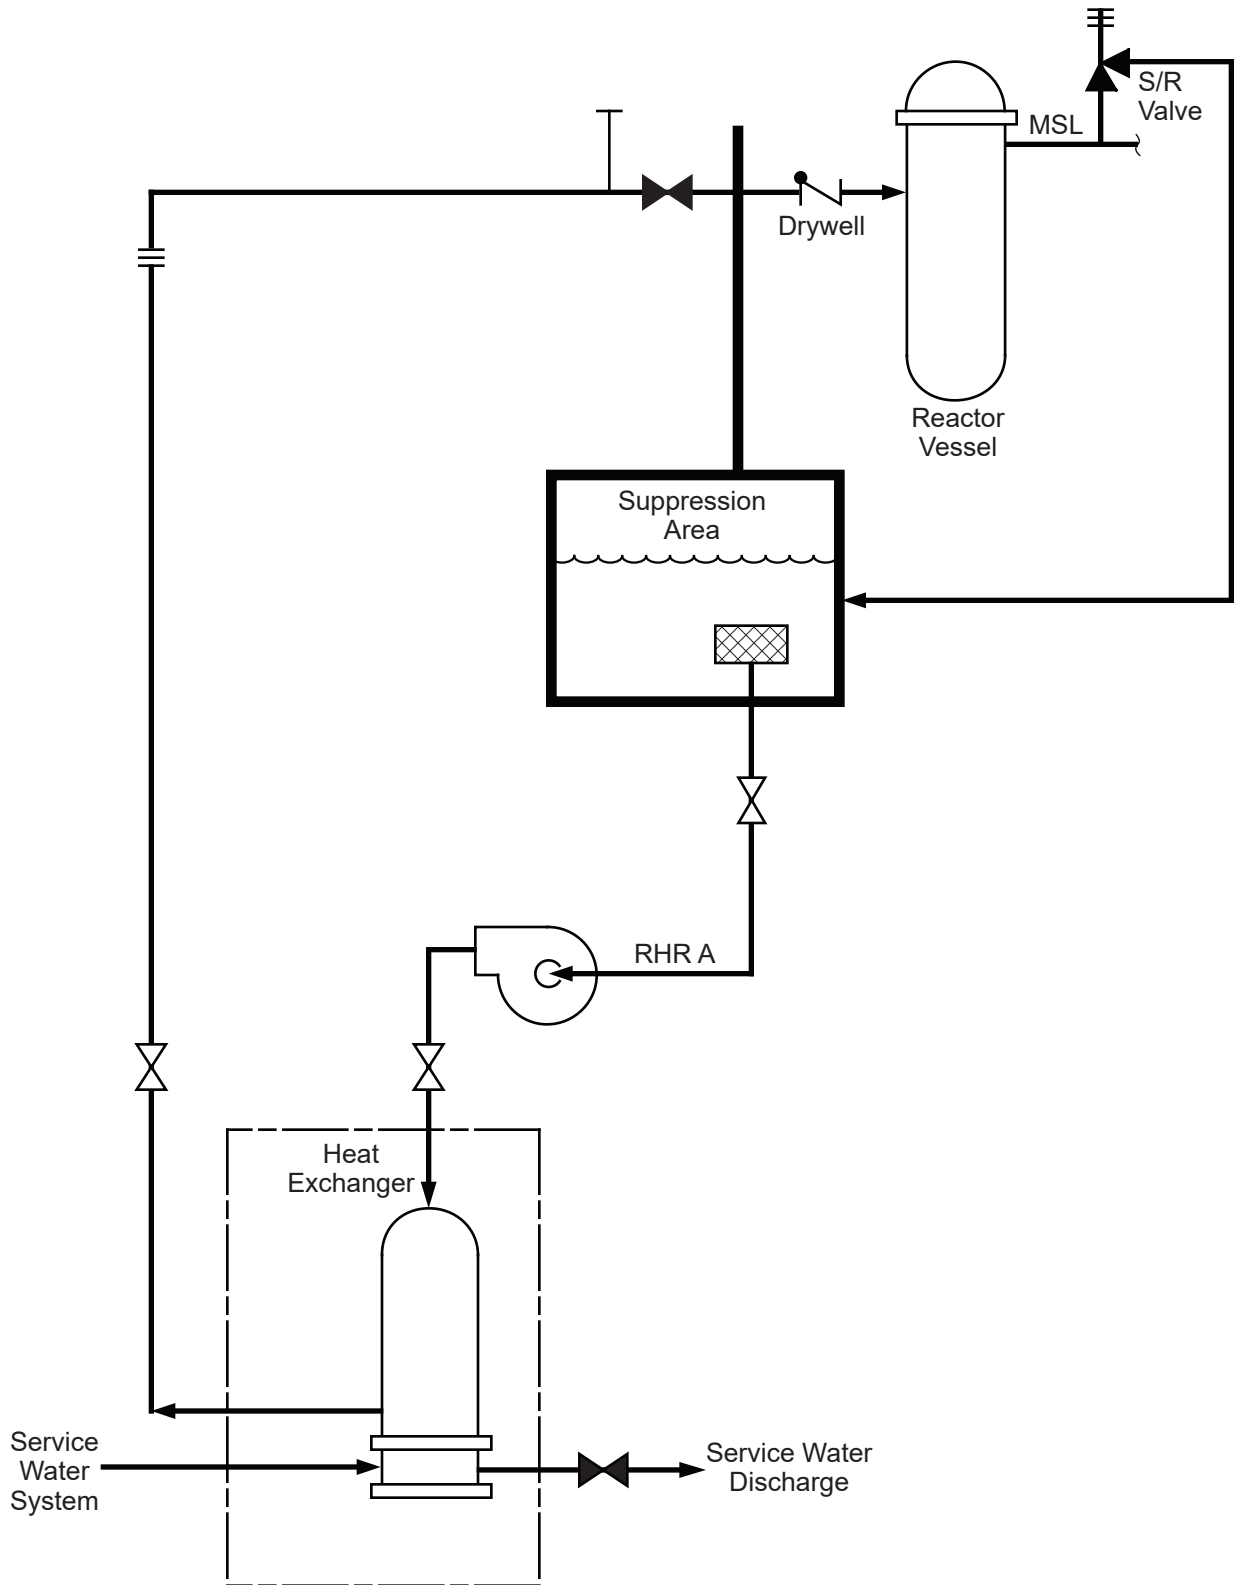 S/R
Valve
MSL
Drywell
Reactor
Vessel
Suppression
Area
RHR A
Heat
Exchanger
Service
Water
System
Service Water
Discharge